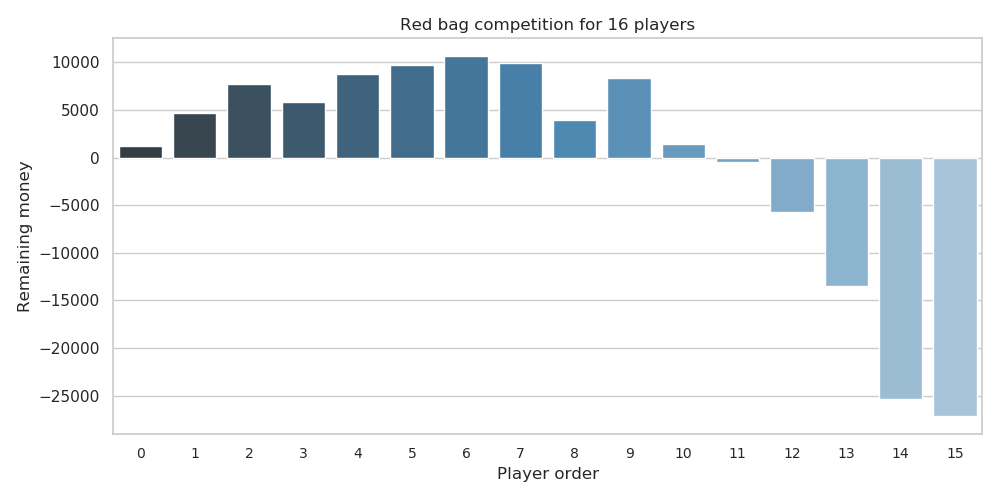 Red bag competition for 16 players
10000
5000
0
−5000
−10000
−15000
−20000
−25000
Remaining money
0 1 2 3 4 5 6 7 8 9 10 11 12 13 14 15
Player order